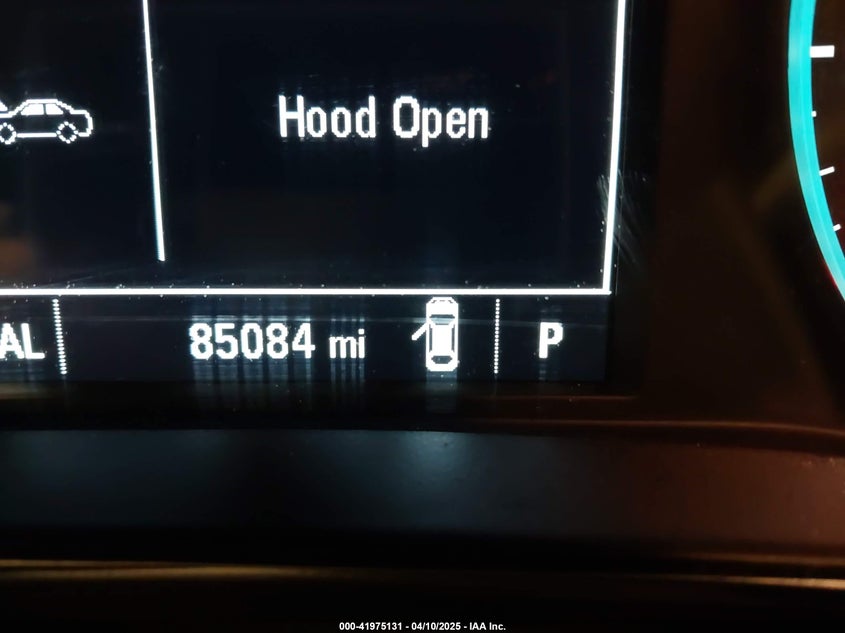 Hood Open
AL 85084 mi P
000-41975131 - 04/10/2025 - IAA Inc.